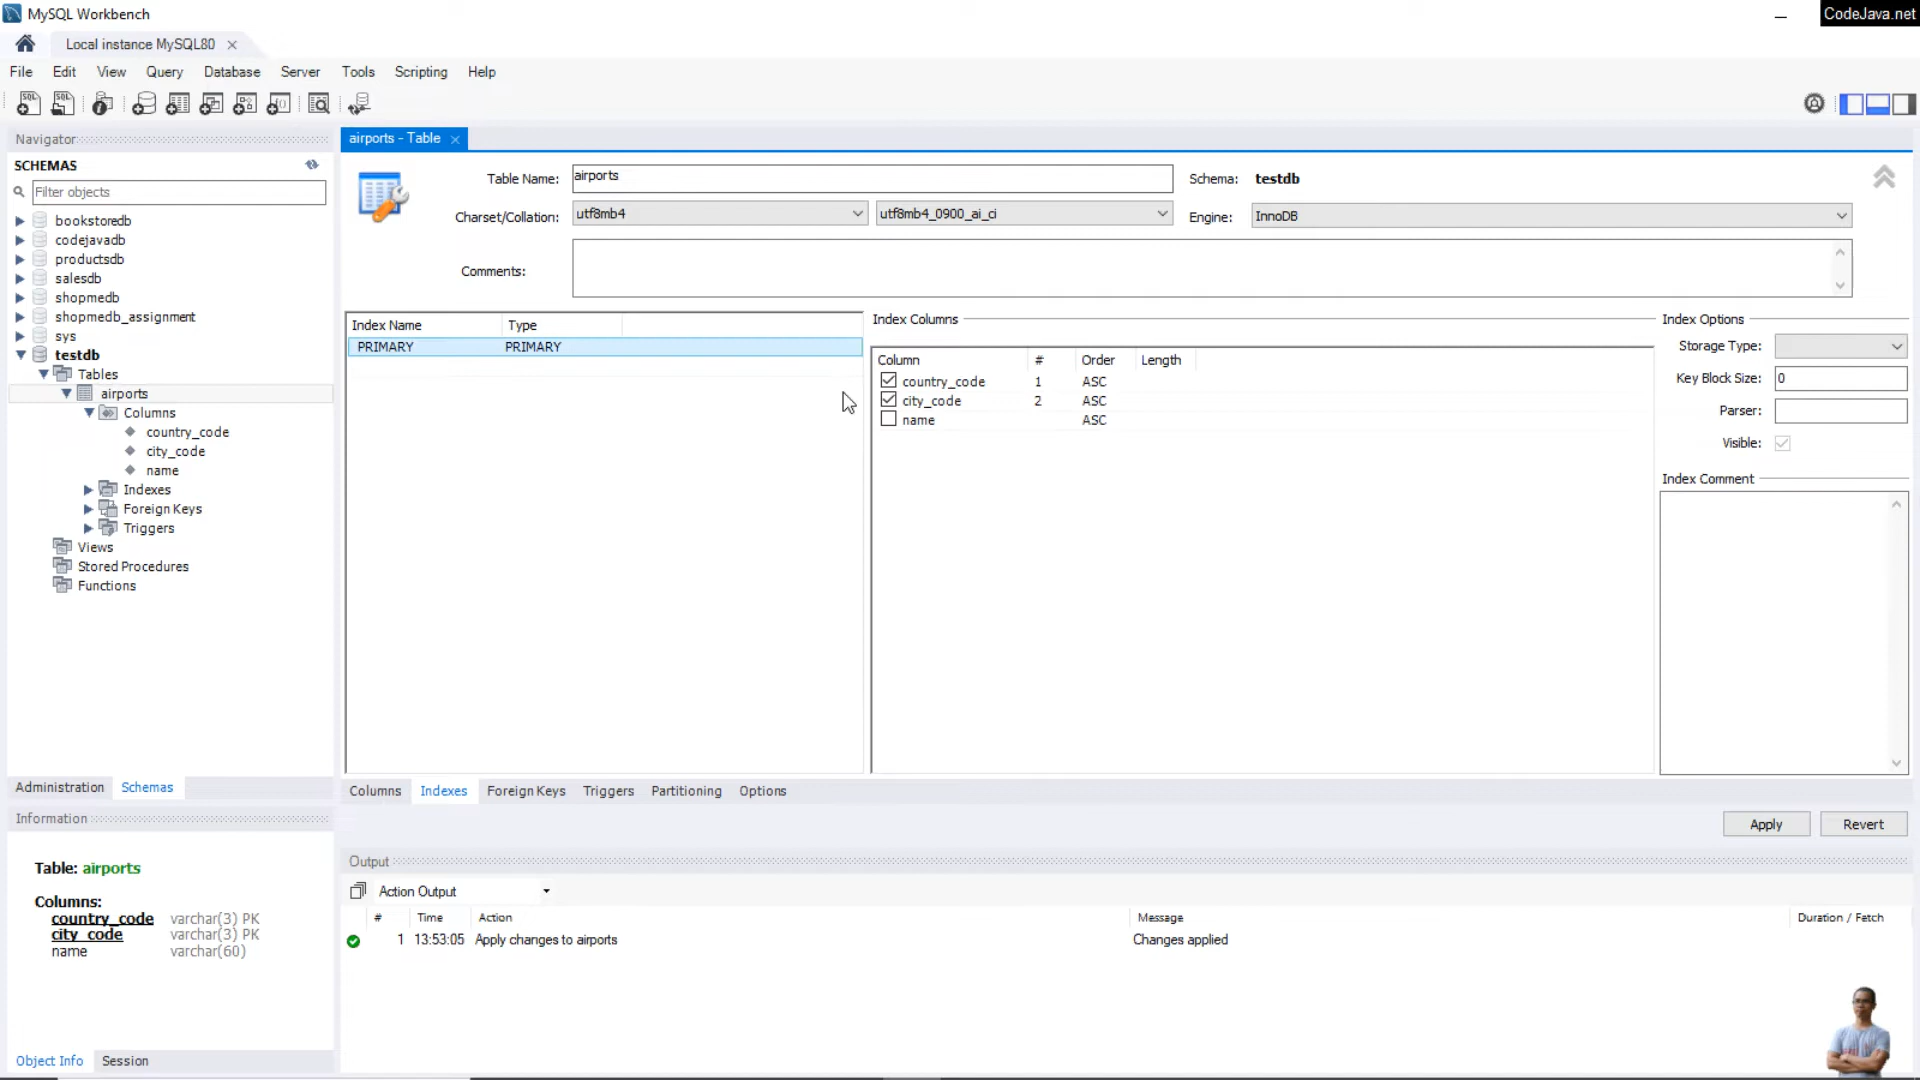 MySQL Workbench
CodeJava.net
Local instance MySQL80
File Edit View Query Database Server Tools Scripting Help
Navigator
SCHEMAS
Filter objects
bookstoredb
codejavadb
productsdb
salesdb
shopmedb
shopmedb_assignment
sys
testdb
Tables
airports
Columns
country_code
city_code
name
Indexes
Foreign Keys
Triggers
Views
Stored Procedures
Functions
Administration Schemas
Information
Table: airports
Columns:
country_code varchar(3) PK
city_code varchar(3) PK
name varchar(60)
Object Info Session
airports - Table
Table Name: airports Schema: testdb
Charset/Collation: utf8mb4 utf8mb4_0900_ai_ci Engine: InnoDB
Comments:
Index Name Type
PRIMARY PRIMARY
Index Columns
Column # Order Length
country_code 1 ASC
city_code 2 ASC
name ASC
Index Options
Storage Type:
Key Block Size: 0
Parser:
Visible:
Index Comment
Columns Indexes Foreign Keys Triggers Partitioning Options
Apply Revert
Output
Action Output
# Time Action Message Duration / Fetch
1 13:53:05 Apply changes to airports Changes applied